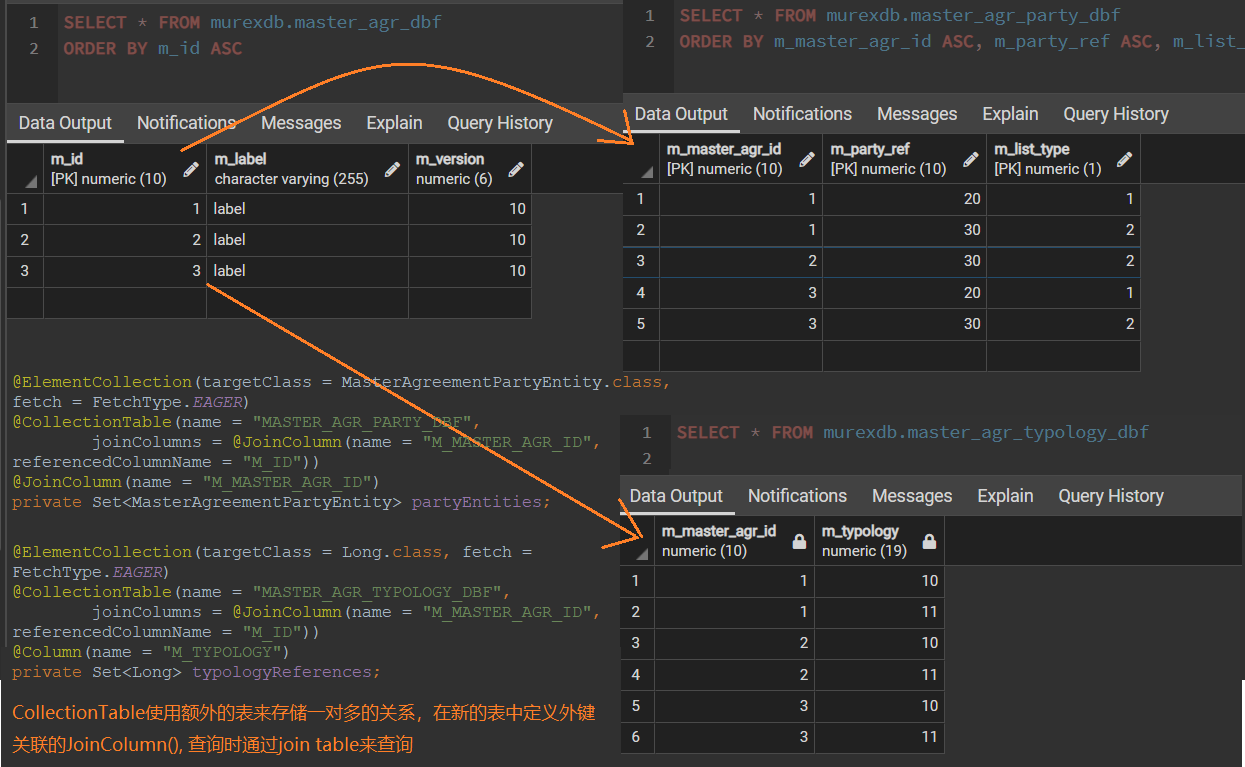 1 SELECT * FROM murexdb.master_agr_dbf
2 ORDER BY m_id ASC
Data Output Notifications Messages Explain Query History
m_id m_label m_version
[PK] numeric (10) character varying (255) numeric (6)
1 1 label 10
2 2 label 10
3 3 label 10
1 SELECT * FROM murexdb.master_agr_party_dbf
2 ORDER BY m_master_agr_id ASC, m_party_ref ASC, m_list_
Data Output Notifications Messages Explain Query History
m_master_agr_id m_party_ref m_list_type
[PK] numeric (10) [PK] numeric (10) [PK] numeric (1)
1 1 20 1
2 1 30 2
3 2 30 2
4 3 20 1
5 3 30 2
@ElementCollection(targetClass = MasterAgreementPartyEntity.class,
fetch = FetchType.EAGER)
@CollectionTable(name = "MASTER_AGR_PARTY_DBF",
joinColumns = @JoinColumn(name = "M_MASTER_AGR_ID",
referencedColumnName = "M_ID"))
@JoinColumn(name = "M_MASTER_AGR_ID")
private Set<MasterAgreementPartyEntity> partyEntities;
@ElementCollection(targetClass = Long.class, fetch =
FetchType.EAGER)
@CollectionTable(name = "MASTER_AGR_TYPOLOGY_DBF",
joinColumns = @JoinColumn(name = "M_MASTER_AGR_ID",
referencedColumnName = "M_ID"))
@Column(name = "M_TYPOLOGY")
private Set<Long> typologyReferences;
CollectionTable使用额外的表来存储一对多的关系，在新的表中定义外键
关联的JoinColumn(), 查询时通过join table来查询
1 SELECT * FROM murexdb.master_agr_typology_dbf
2
Data Output Notifications Messages Explain Query History
m_master_agr_id m_typology
numeric (10) numeric (19)
1 1 10
2 1 11
3 2 10
4 2 11
5 3 10
6 3 11